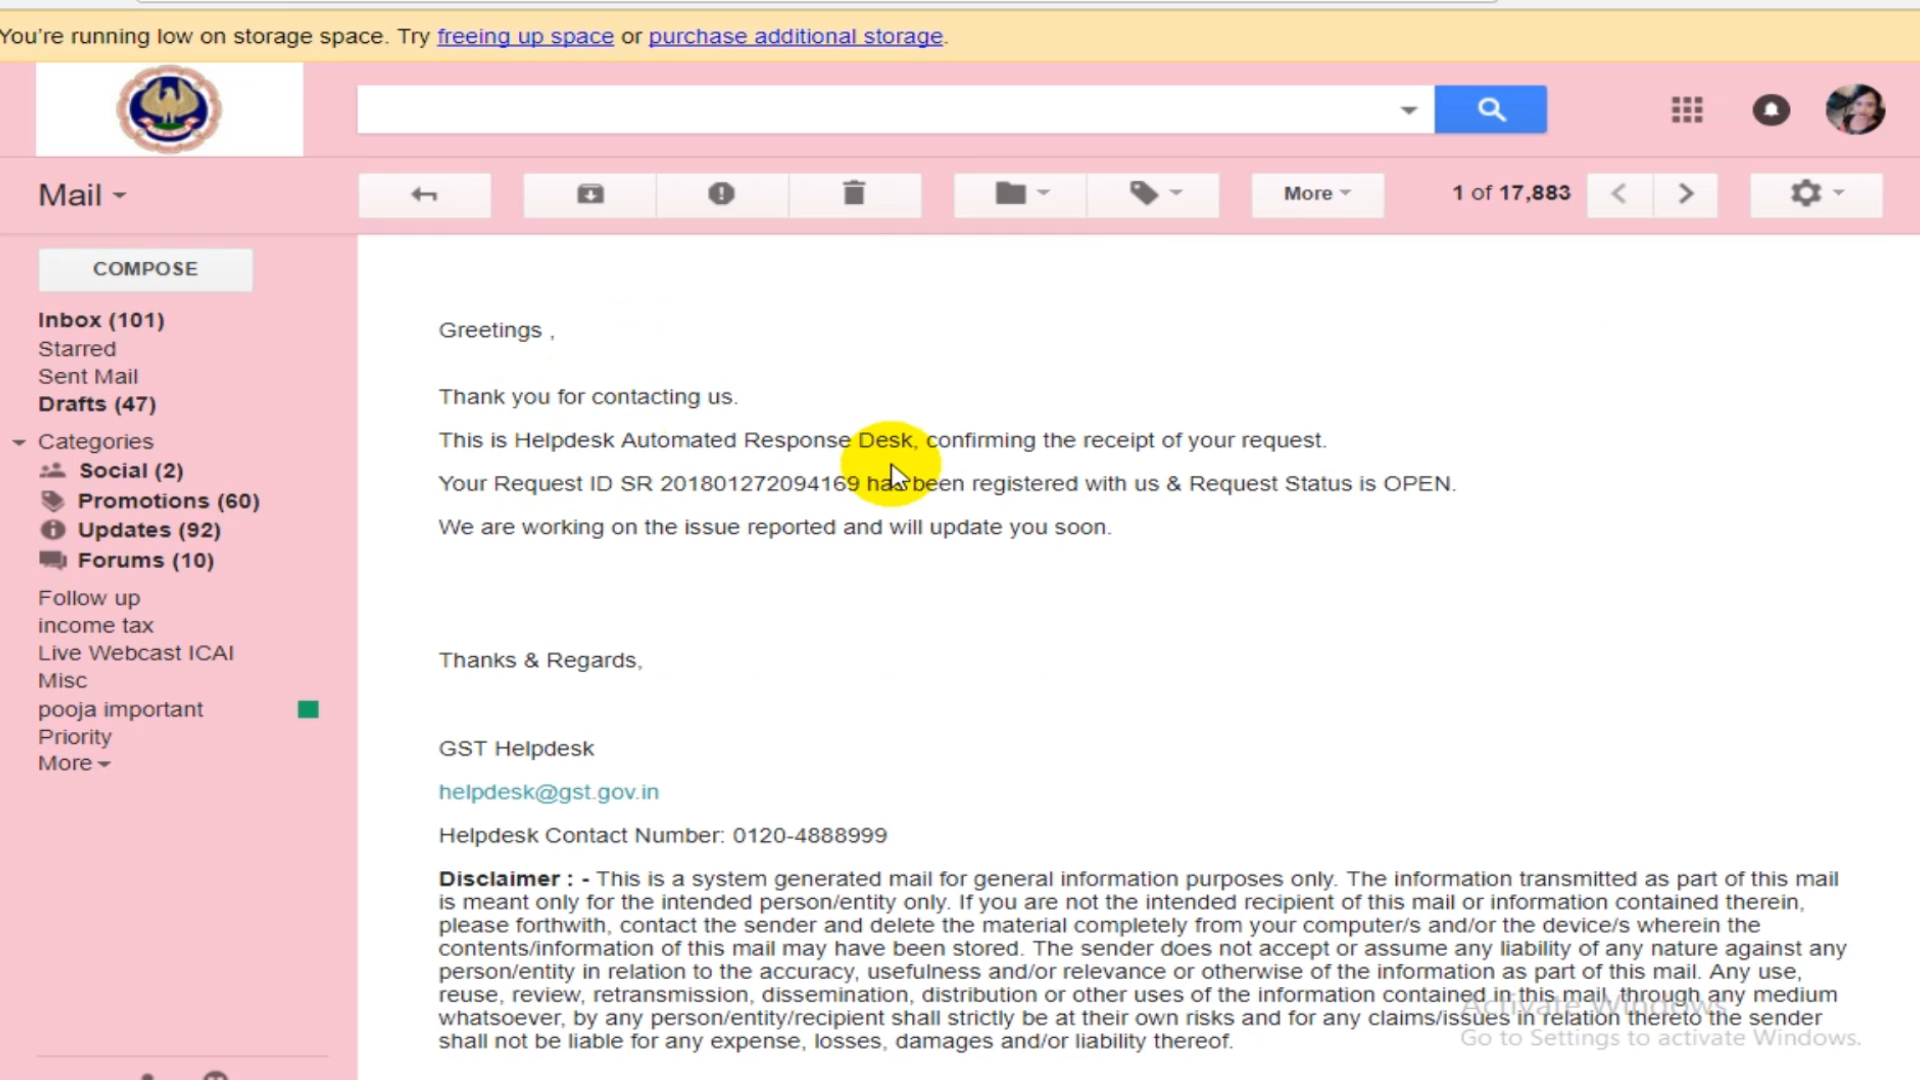 You're running low on storage space. Try freeing up space or purchase additional storage.
Mail
More
1 of 17,883
COMPOSE
Inbox (101)
Starred
Sent Mail
Drafts (47)
Categories
Social (2)
Promotions (60)
Updates (92)
Forums (10)
Follow up
income tax
Live Webcast ICAI
Misc
pooja important
Priority
More
Greetings ,
Thank you for contacting us.
This is Helpdesk Automated Response Desk, confirming the receipt of your request.
Your Request ID SR 201801272094169 has been registered with us & Request Status is OPEN.
We are working on the issue reported and will update you soon.
Thanks & Regards,
GST Helpdesk
helpdesk@gst.gov.in
Helpdesk Contact Number: 0120-4888999
Disclaimer : - This is a system generated mail for general information purposes only. The information transmitted as part of this mail
is meant only for the intended person/entity only. If you are not the intended recipient of this mail or information contained therein,
please forthwith, contact the sender and delete the material completely from your computer/s and/or the device/s wherein the
contents/information of this mail may have been stored. The sender does not accept or assume any liability of any nature against any
person/entity in relation to the accuracy, usefulness and/or relevance or otherwise of the information as part of this mail. Any use,
reuse, review, retransmission, dissemination, distribution or other uses of the information contained in this mail, through any medium
whatsoever, by any person/entity/recipient shall strictly be at their own risks and for any claims/issues in relation thereto the sender
shall not be liable for any expense, losses, damages and/or liability thereof.
Activate Windows
Go to Settings to activate Windows.